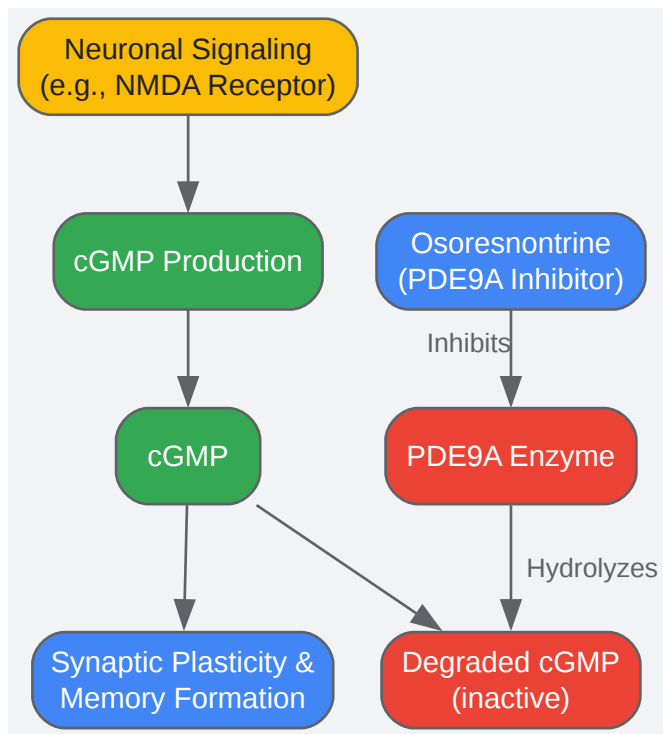 Neuronal Signaling
(e.g., NMDA Receptor)
cGMP Production
Osoresnontrine
(PDE9A Inhibitor)
Inhibits
cGMP
PDE9A Enzyme
Hydrolyzes
Synaptic Plasticity &
Memory Formation
Degraded cGMP
(inactive)